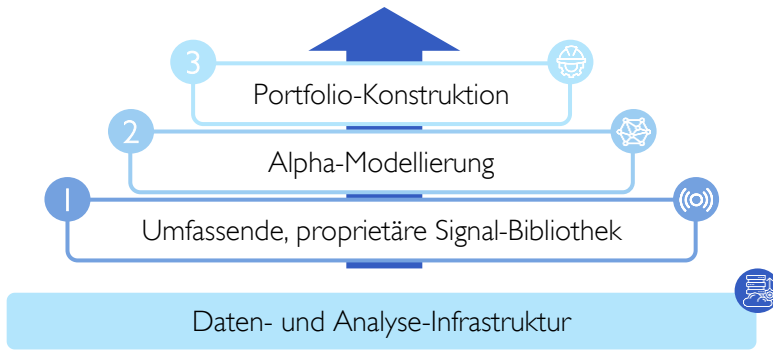 3
Portfolio-Konstruktion
2
Alpha-Modellierung
1
Umfassende, proprietäre Signal-Bibliothek
Daten- und Analyse-Infrastruktur